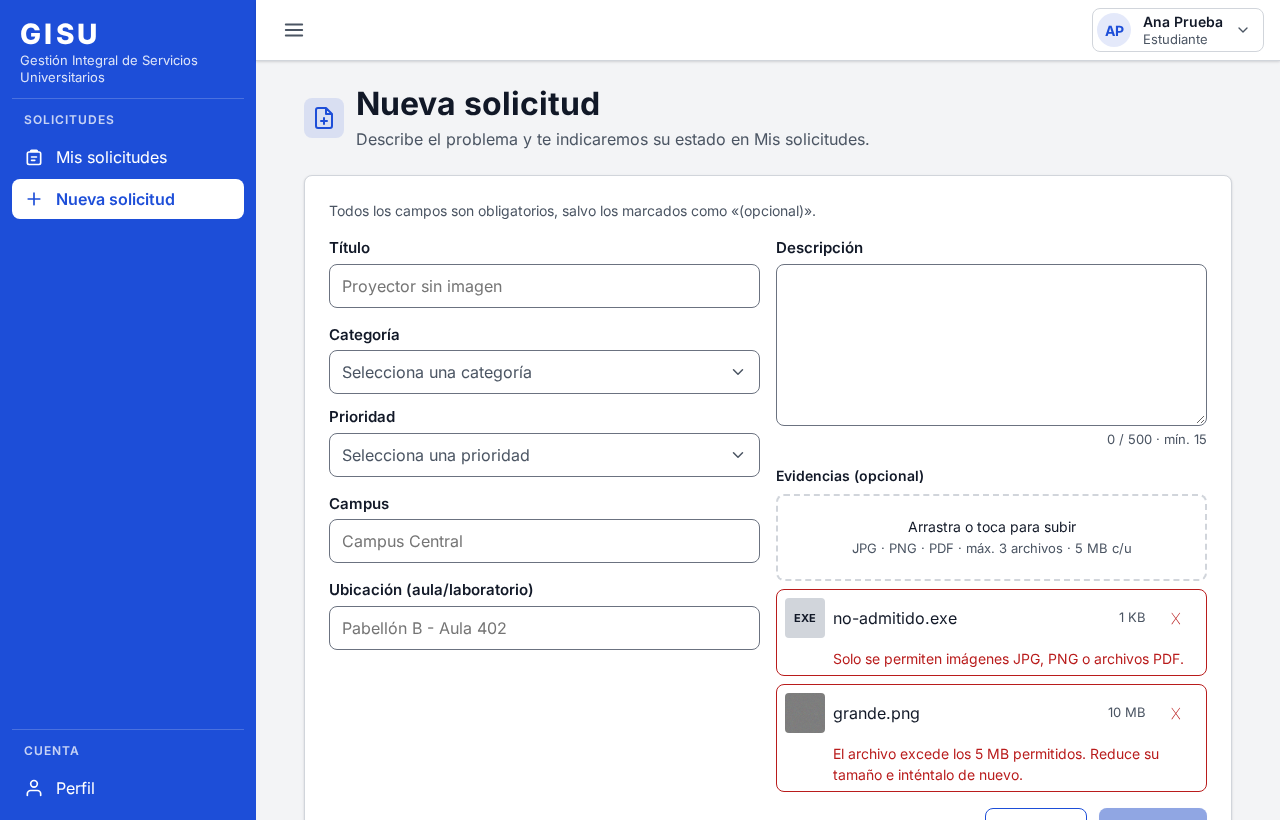 GISU
Gestión Integral de Servicios
Universitarios
SOLICITUDES
Mis solicitudes
Nueva solicitud
CUENTA
Perfil
AP
Ana Prueba
Estudiante
Nueva solicitud
Describe el problema y te indicaremos su estado en Mis solicitudes.
Todos los campos son obligatorios, salvo los marcados como «(opcional)».
Título
Proyector sin imagen
Categoría
Selecciona una categoría
Prioridad
Selecciona una prioridad
Campus
Campus Central
Ubicación (aula/laboratorio)
Pabellón B - Aula 402
Descripción
0 / 500 · mín. 15
Evidencias (opcional)
Arrastra o toca para subir
JPG · PNG · PDF · máx. 3 archivos · 5 MB c/u
EXE no-admitido.exe 1 KB X
Solo se permiten imágenes JPG, PNG o archivos PDF.
grande.png 10 MB X
El archivo excede los 5 MB permitidos. Reduce su
tamaño e inténtalo de nuevo.